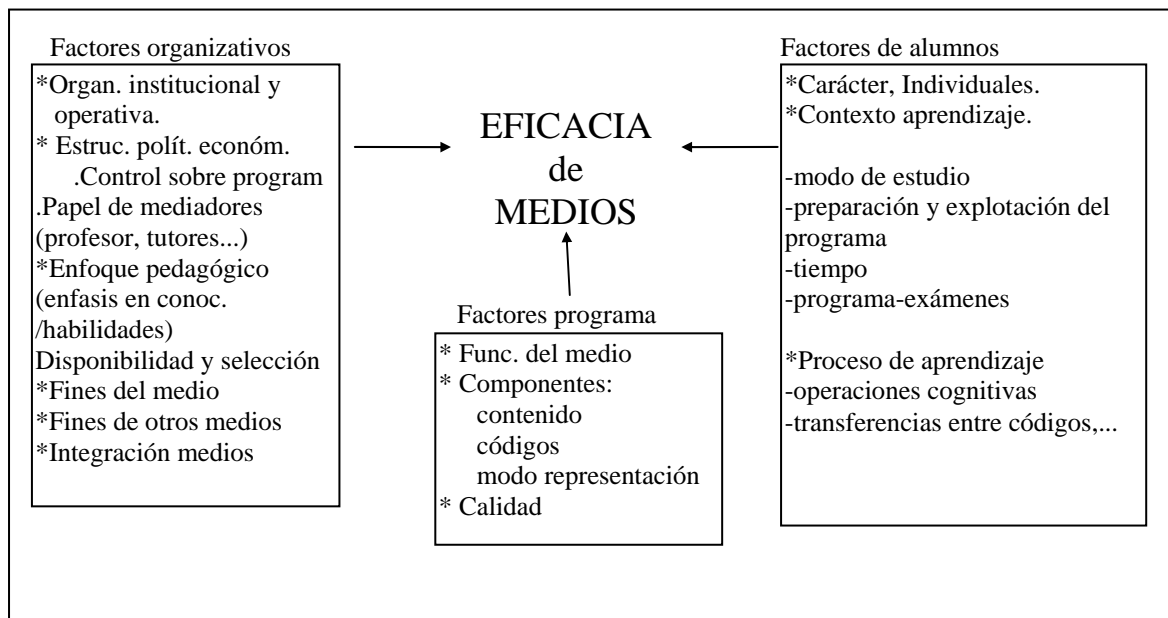 Factores organizativos
*Organ. institucional y
operativa.
* Estruc. polít. económ.
.Control sobre program
.Papel de mediadores
(profesor, tutores...)
*Enfoque pedagógico
(enfasis en conoc.
/habilidades)
Disponibilidad y selección
*Fines del medio
*Fines de otros medios
*Integración medios
EFICACIA
de
MEDIOS
Factores programa
* Func. del medio
* Componentes:
contenido
códigos
modo representación
* Calidad
Factores de alumnos
*Carácter, Individuales.
*Contexto aprendizaje.
-modo de estudio
-preparación y explotación del
programa
-tiempo
-programa-exámenes
*Proceso de aprendizaje
-operaciones cognitivas
-transferencias entre códigos,...